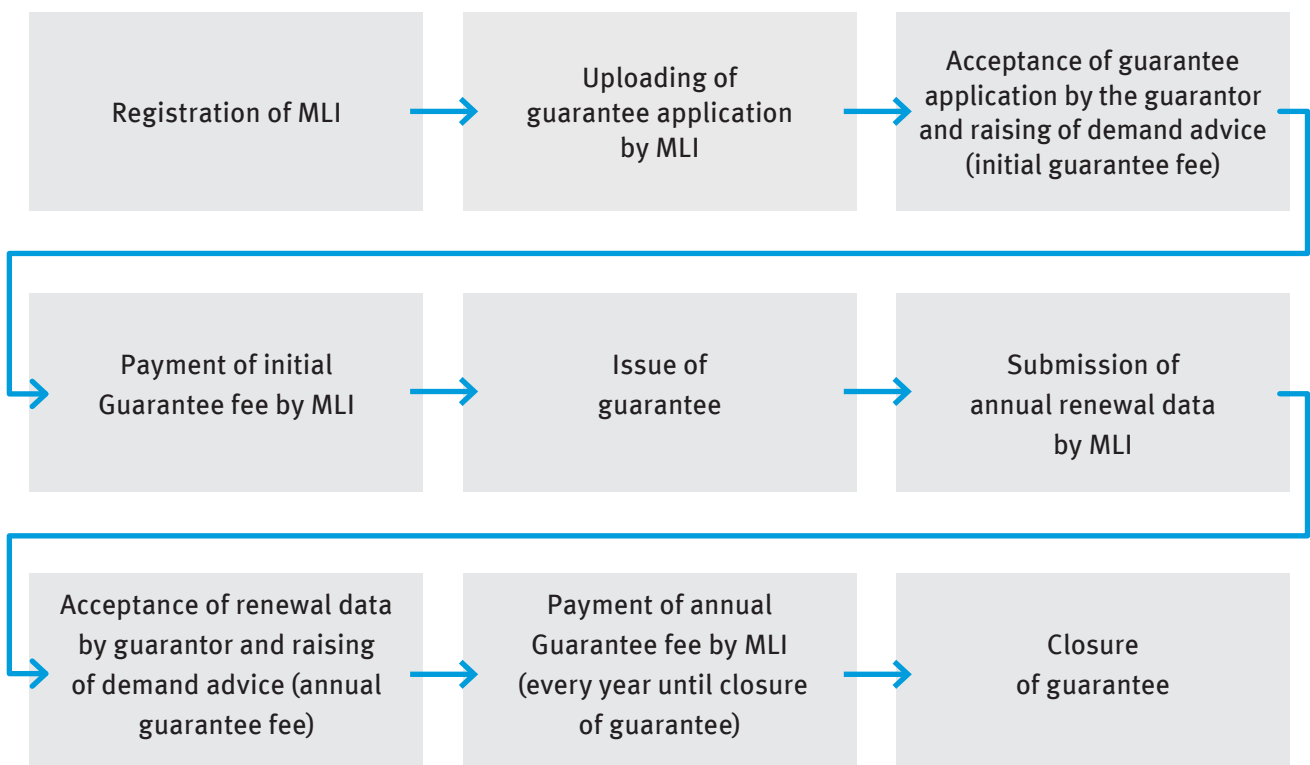 Registration of MLI
Uploading of
guarantee application
by MLI
Acceptance of guarantee
application by the guarantor
and raising of demand advice
(initial guarantee fee)
Payment of initial
Guarantee fee by MLI
Issue of
guarantee
Submission of
annual renewal data
by MLI
Acceptance of renewal data
by guarantor and raising
of demand advice (annual
guarantee fee)
Payment of annual
Guarantee fee by MLI
(every year until closure
of guarantee)
Closure
of guarantee